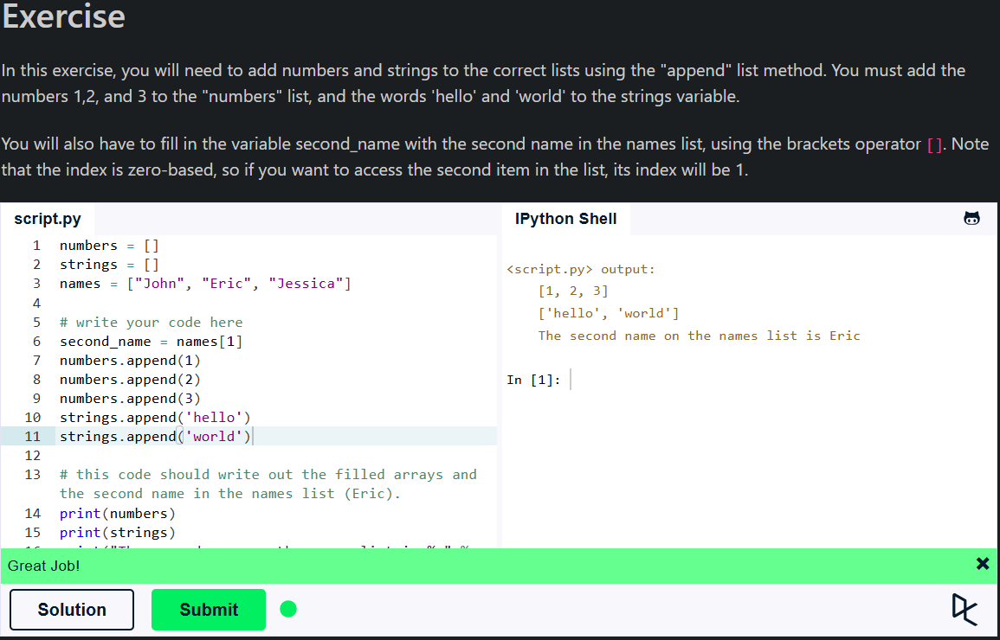 Exercise
In this exercise, you will need to add numbers and strings to the correct lists using the "append" list method. You must add the
numbers 1,2, and 3 to the "numbers" list, and the words 'hello' and 'world' to the strings variable.
You will also have to fill in the variable second_name with the second name in the names list, using the brackets operator []. Note
that the index is zero-based, so if you want to access the second item in the list, its index will be 1.
script.py
1 numbers = []
2 strings = []
3 names = ["John", "Eric", "Jessica"]
4
5 # write your code here
6 second_name = names[1]
7 numbers.append(1)
8 numbers.append(2)
9 numbers.append(3)
10 strings.append('hello')
11 strings.append('world')
12
13 # this code should write out the filled arrays and
the second name in the names list (Eric).
14 print(numbers)
15 print(strings)
IPython Shell
<script.py> output:
[1, 2, 3]
['hello', 'world']
The second name on the names list is Eric
In [1]:
Great Job!
Solution
Submit